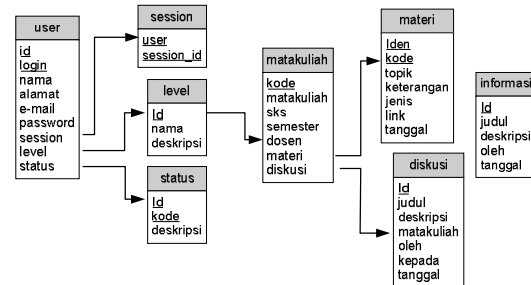 user
id
login
nama
alamat
e-mail
password
session
level
status
session
user
session_id
level
Id
nama
deskripsi
status
Id
kode
deskripsi
matakuliah
kode
matakuliah
sks
semester
dosen
materi
diskusi
materi
Iden
kode
topik
keterangan
jenis
link
tanggal
diskusi
Id
judul
deskripsi
matakuliah
oleh
kepada
tanggal
informasi
Id
judul
deskripsi
oleh
tanggal